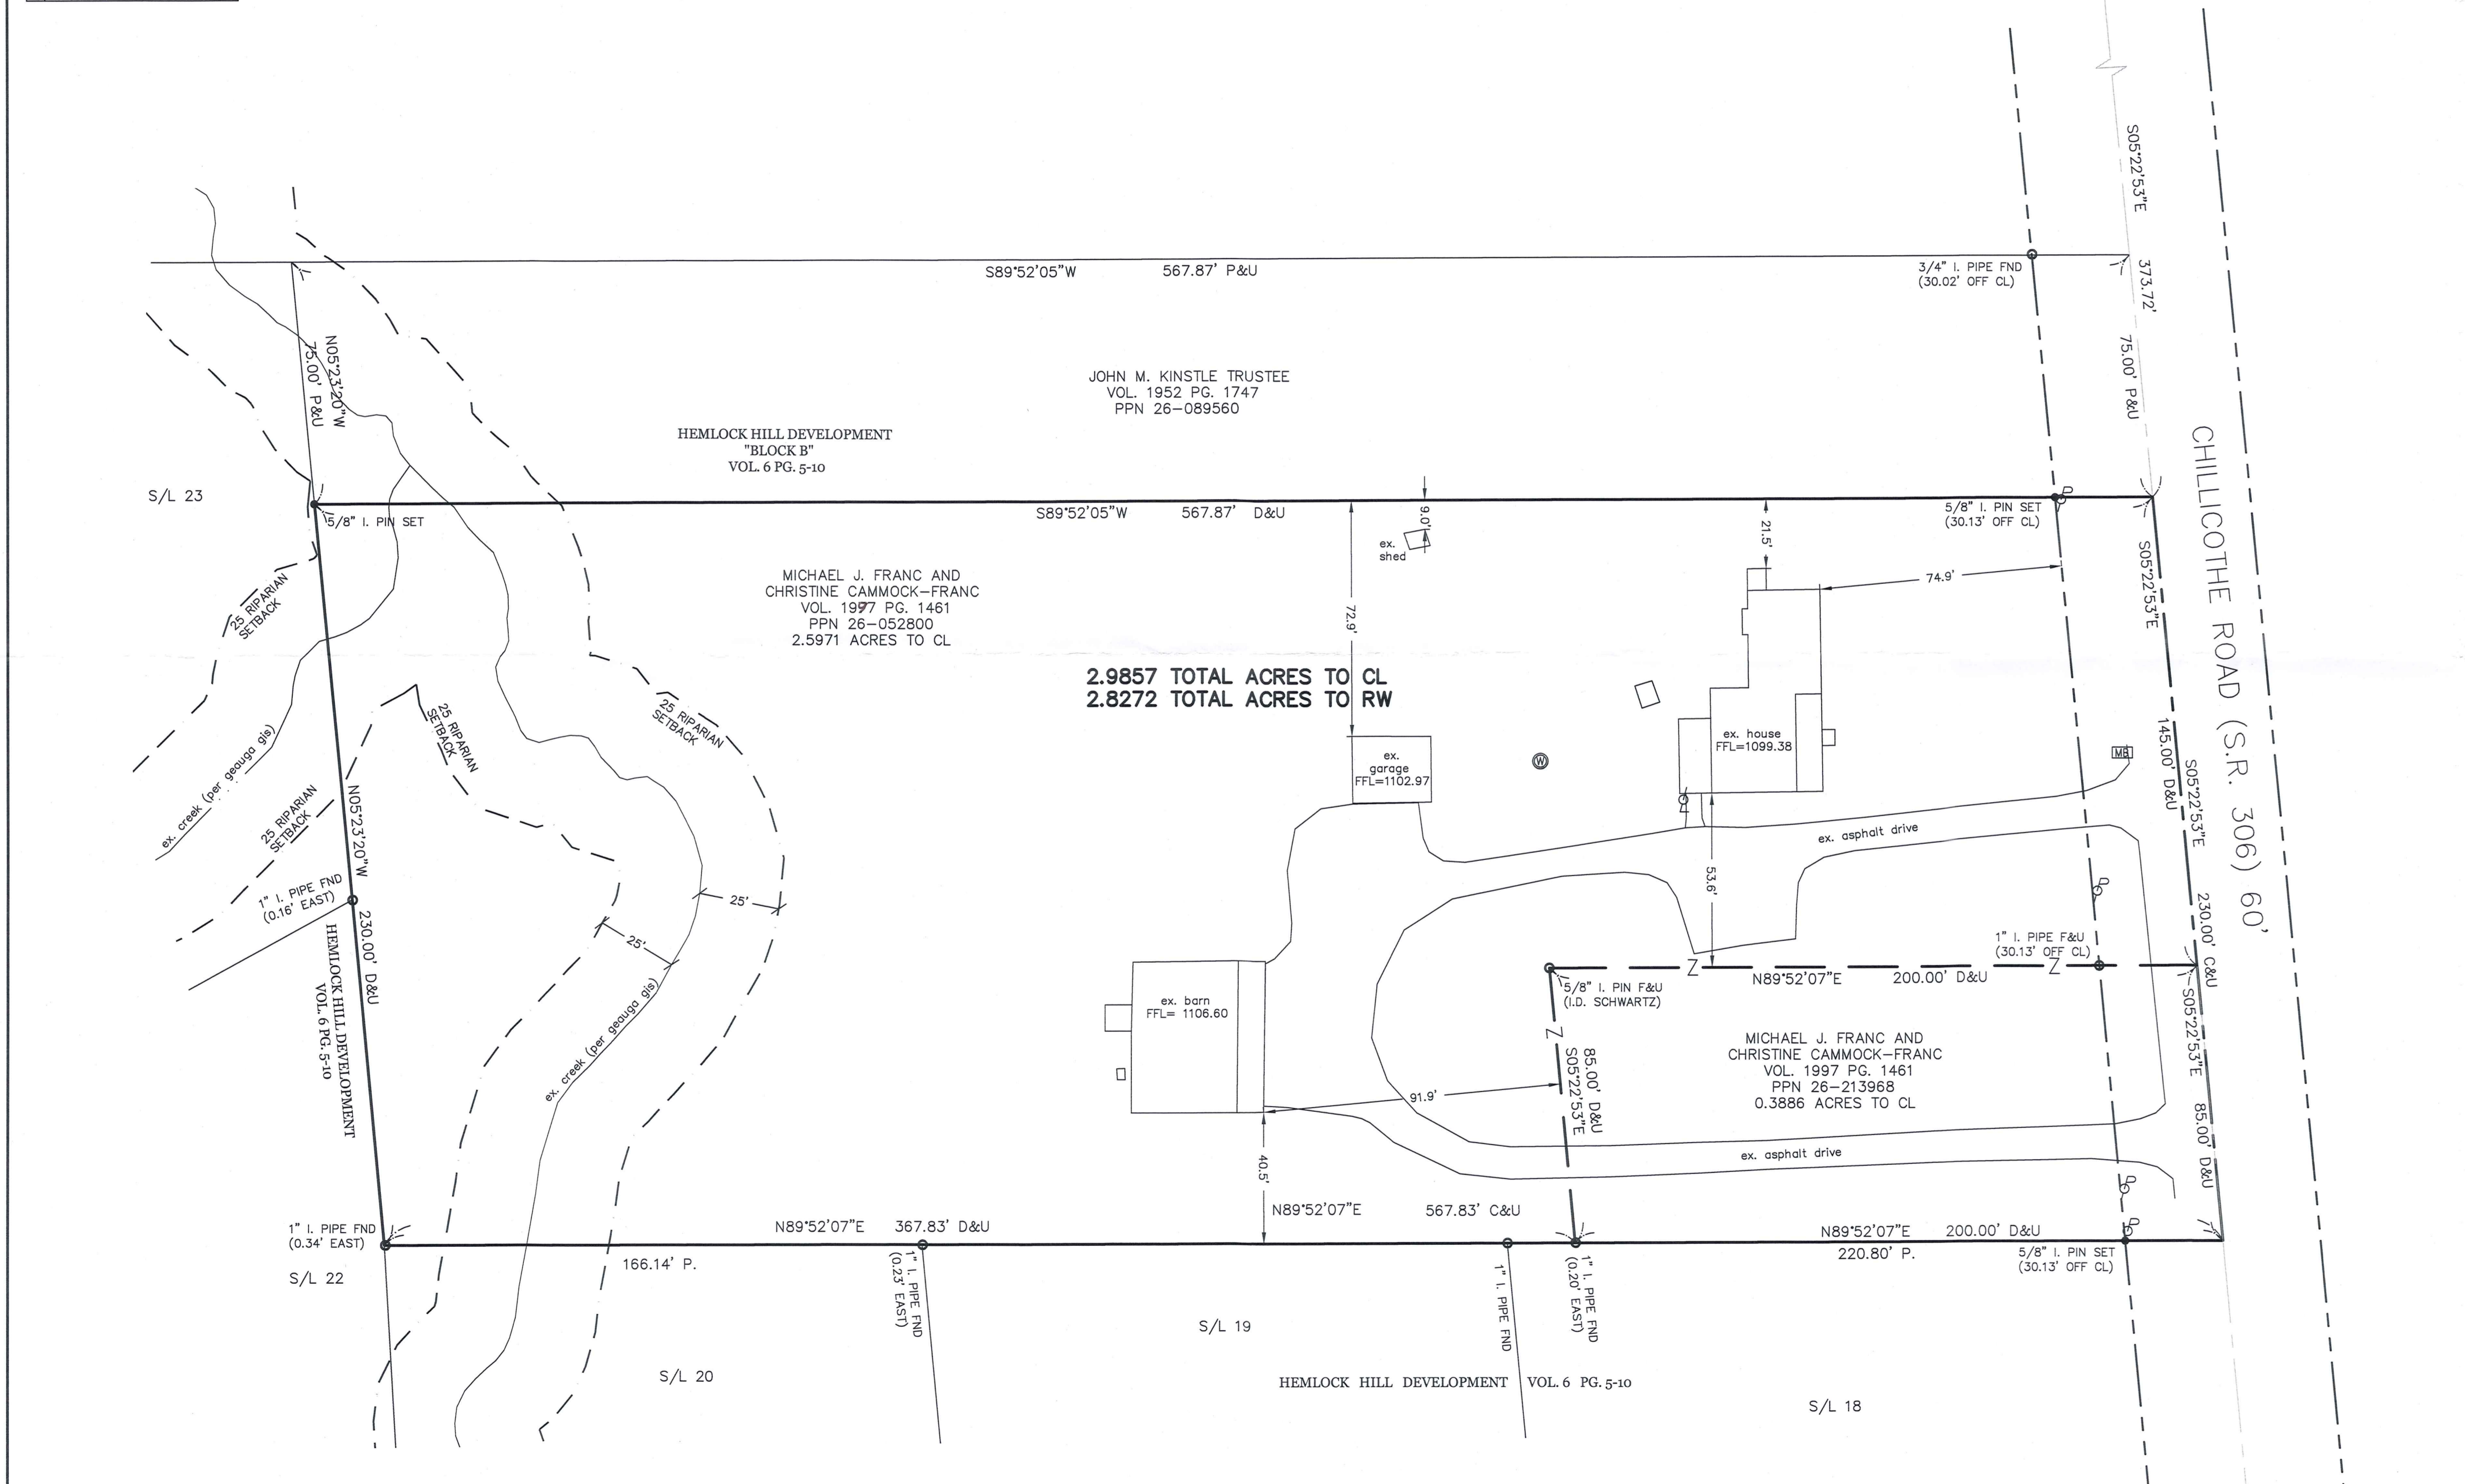 S05°22'53"E
S89°52'05"W 567.87' P&U
3/4" I. PIPE FND
(30.02' OFF CL)
373.72'
75.00' P&U
N05°23'20"W
75.00' P&U
JOHN M. KINSTLE TRUSTEE
VOL. 1952 PG. 1747
PPN 26-089560
HEMLOCK HILL DEVELOPMENT
"BLOCK B"
VOL. 6 PG. 5-10
CHILLICOTHE ROAD (S.R. 306) 60'
S/L 23
5/8" I. PIN SET
S89°52'05"W 567.87' D&U
9.0'
ex.
shed
21.5'
5/8" I. PIN SET
(30.13' OFF CL)
S05°22'53"E
145.00' D&U
MICHAEL J. FRANC AND
CHRISTINE CAMMOCK-FRANC
VOL. 1997 PG. 1461
PPN 26-052800
2.5971 ACRES TO CL
72.9'
74.9'
25 RIPARIAN
SETBACK
2.9857 TOTAL ACRES TO CL
2.8272 TOTAL ACRES TO RW
25 RIPARIAN
SETBACK
25 RIPARIAN
SETBACK
ex. creek (per geauga gis)
25 RIPARIAN
SETBACK
ex. house
FFL=1099.38
ex.
garage
FFL=1102.97
W
MB
S05°22'53"E
230.00' C&U
N05°23'20"W
230.00' D&U
ex. asphalt drive
53.6'
1" I. PIPE FND
(0.16' EAST)
25'
25'
HEMLOCK HILL DEVELOPMENT
VOL. 6 PG. 5-10
1" I. PIPE F&U
(30.13' OFF CL)
Z
Z
N89°52'07"E 200.00' D&U
5/8" I. PIN F&U
(I.D. SCHWARTZ)
ex. barn
FFL= 1106.60
ex. creek (per geauga gis)
Z
85.00' D&U
S05°22'53"E
MICHAEL J. FRANC AND
CHRISTINE CAMMOCK-FRANC
VOL. 1997 PG. 1461
PPN 26-213968
0.3886 ACRES TO CL
S05°22'53"E
85.00' D&U
91.9'
40.5'
ex. asphalt drive
1" I. PIPE FND
(0.34' EAST)
N89°52'07"E 367.83' D&U
N89°52'07"E 567.83' C&U
N89°52'07"E 200.00' D&U
166.14' P.
220.80' P.
5/8" I. PIN SET
(30.13' OFF CL)
1" I. PIPE FND
(0.23' EAST)
1" I. PIPE FND
1" I. PIPE FND
(0.20' EAST)
S/L 22
S/L 19
S/L 20
HEMLOCK HILL DEVELOPMENT VOL. 6 PG. 5-10
S/L 18